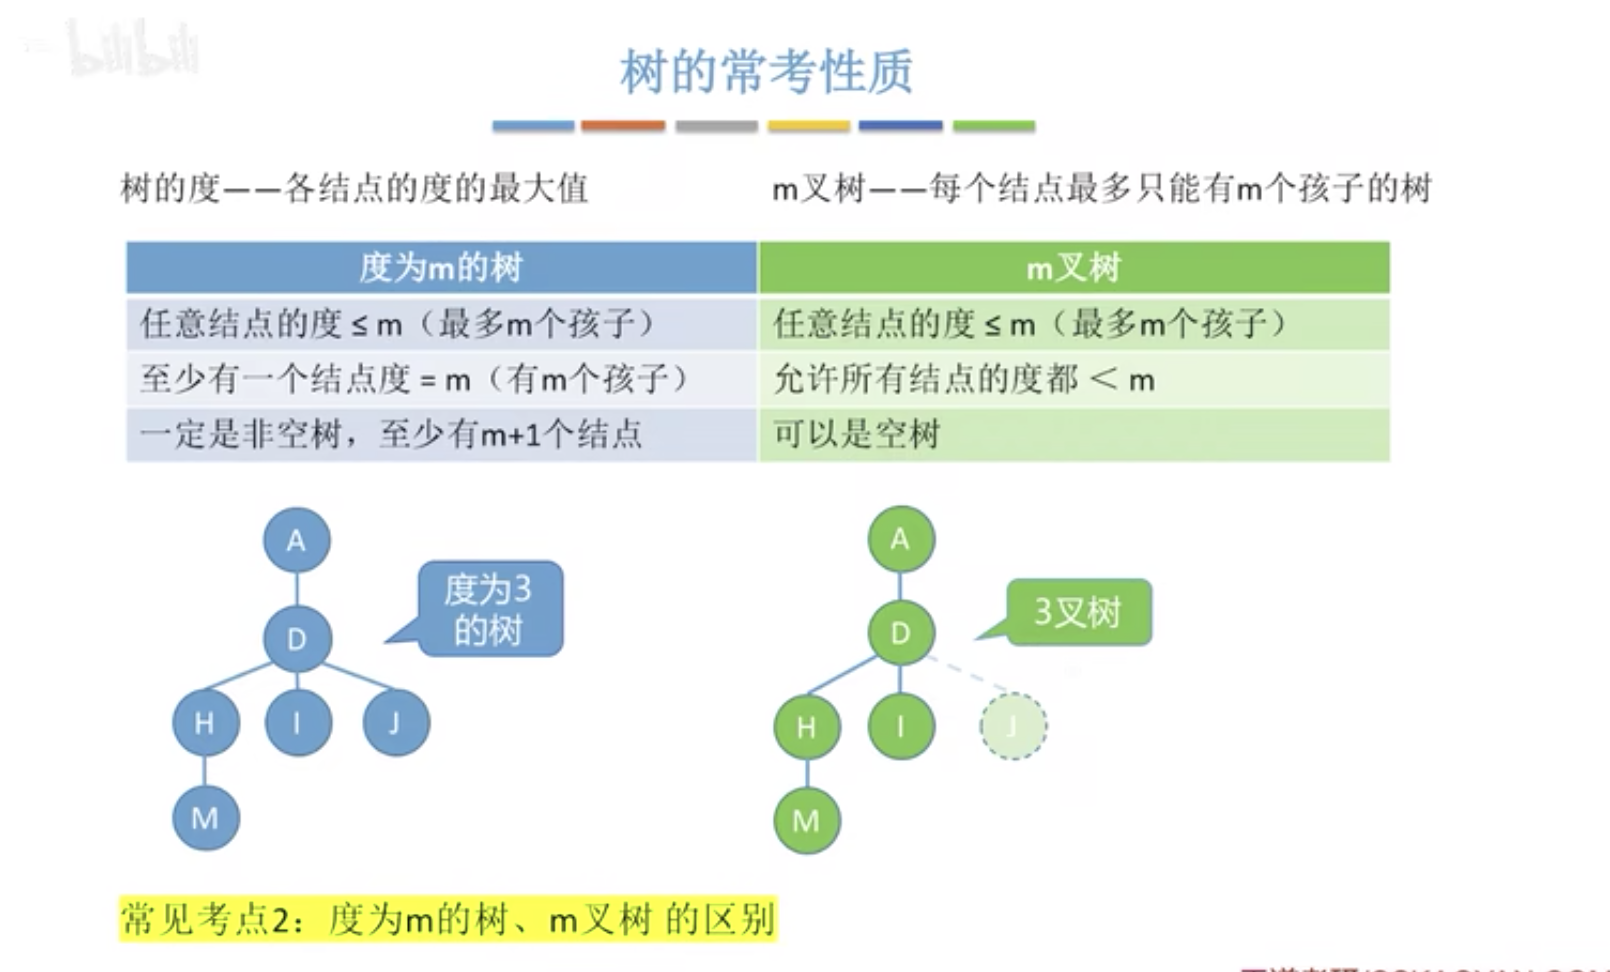 bilibili
树的常考性质
树的度——各结点的度的最大值
m叉树——每个结点最多只能有m个孩子的树
度为m的树
m叉树
任意结点的度 ≤ m（最多m个孩子）
任意结点的度 ≤ m（最多m个孩子）
至少有一个结点度 = m（有m个孩子）
允许所有结点的度都 ＜ m
一定是非空树，至少有m+1个结点
可以是空树
A
D
H I J
M
度为3
的树
A
D
H I J
M
3叉树
常见考点2：度为m的树、m叉树 的区别